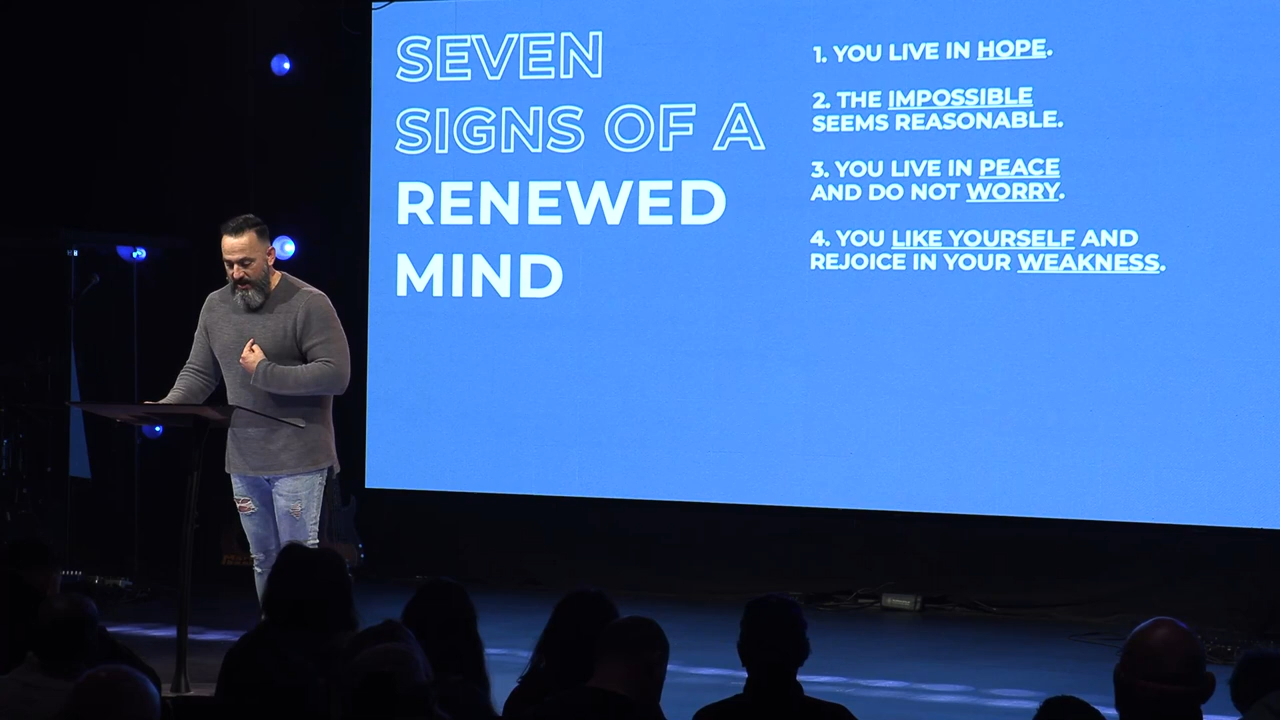 SEVEN
SIGNS OF A
RENEWED
MIND
1. YOU LIVE IN HOPE.
2. THE IMPOSSIBLE
SEEMS REASONABLE.
3. YOU LIVE IN PEACE
AND DO NOT WORRY.
4. YOU LIKE YOURSELF AND
REJOICE IN YOUR WEAKNESS.